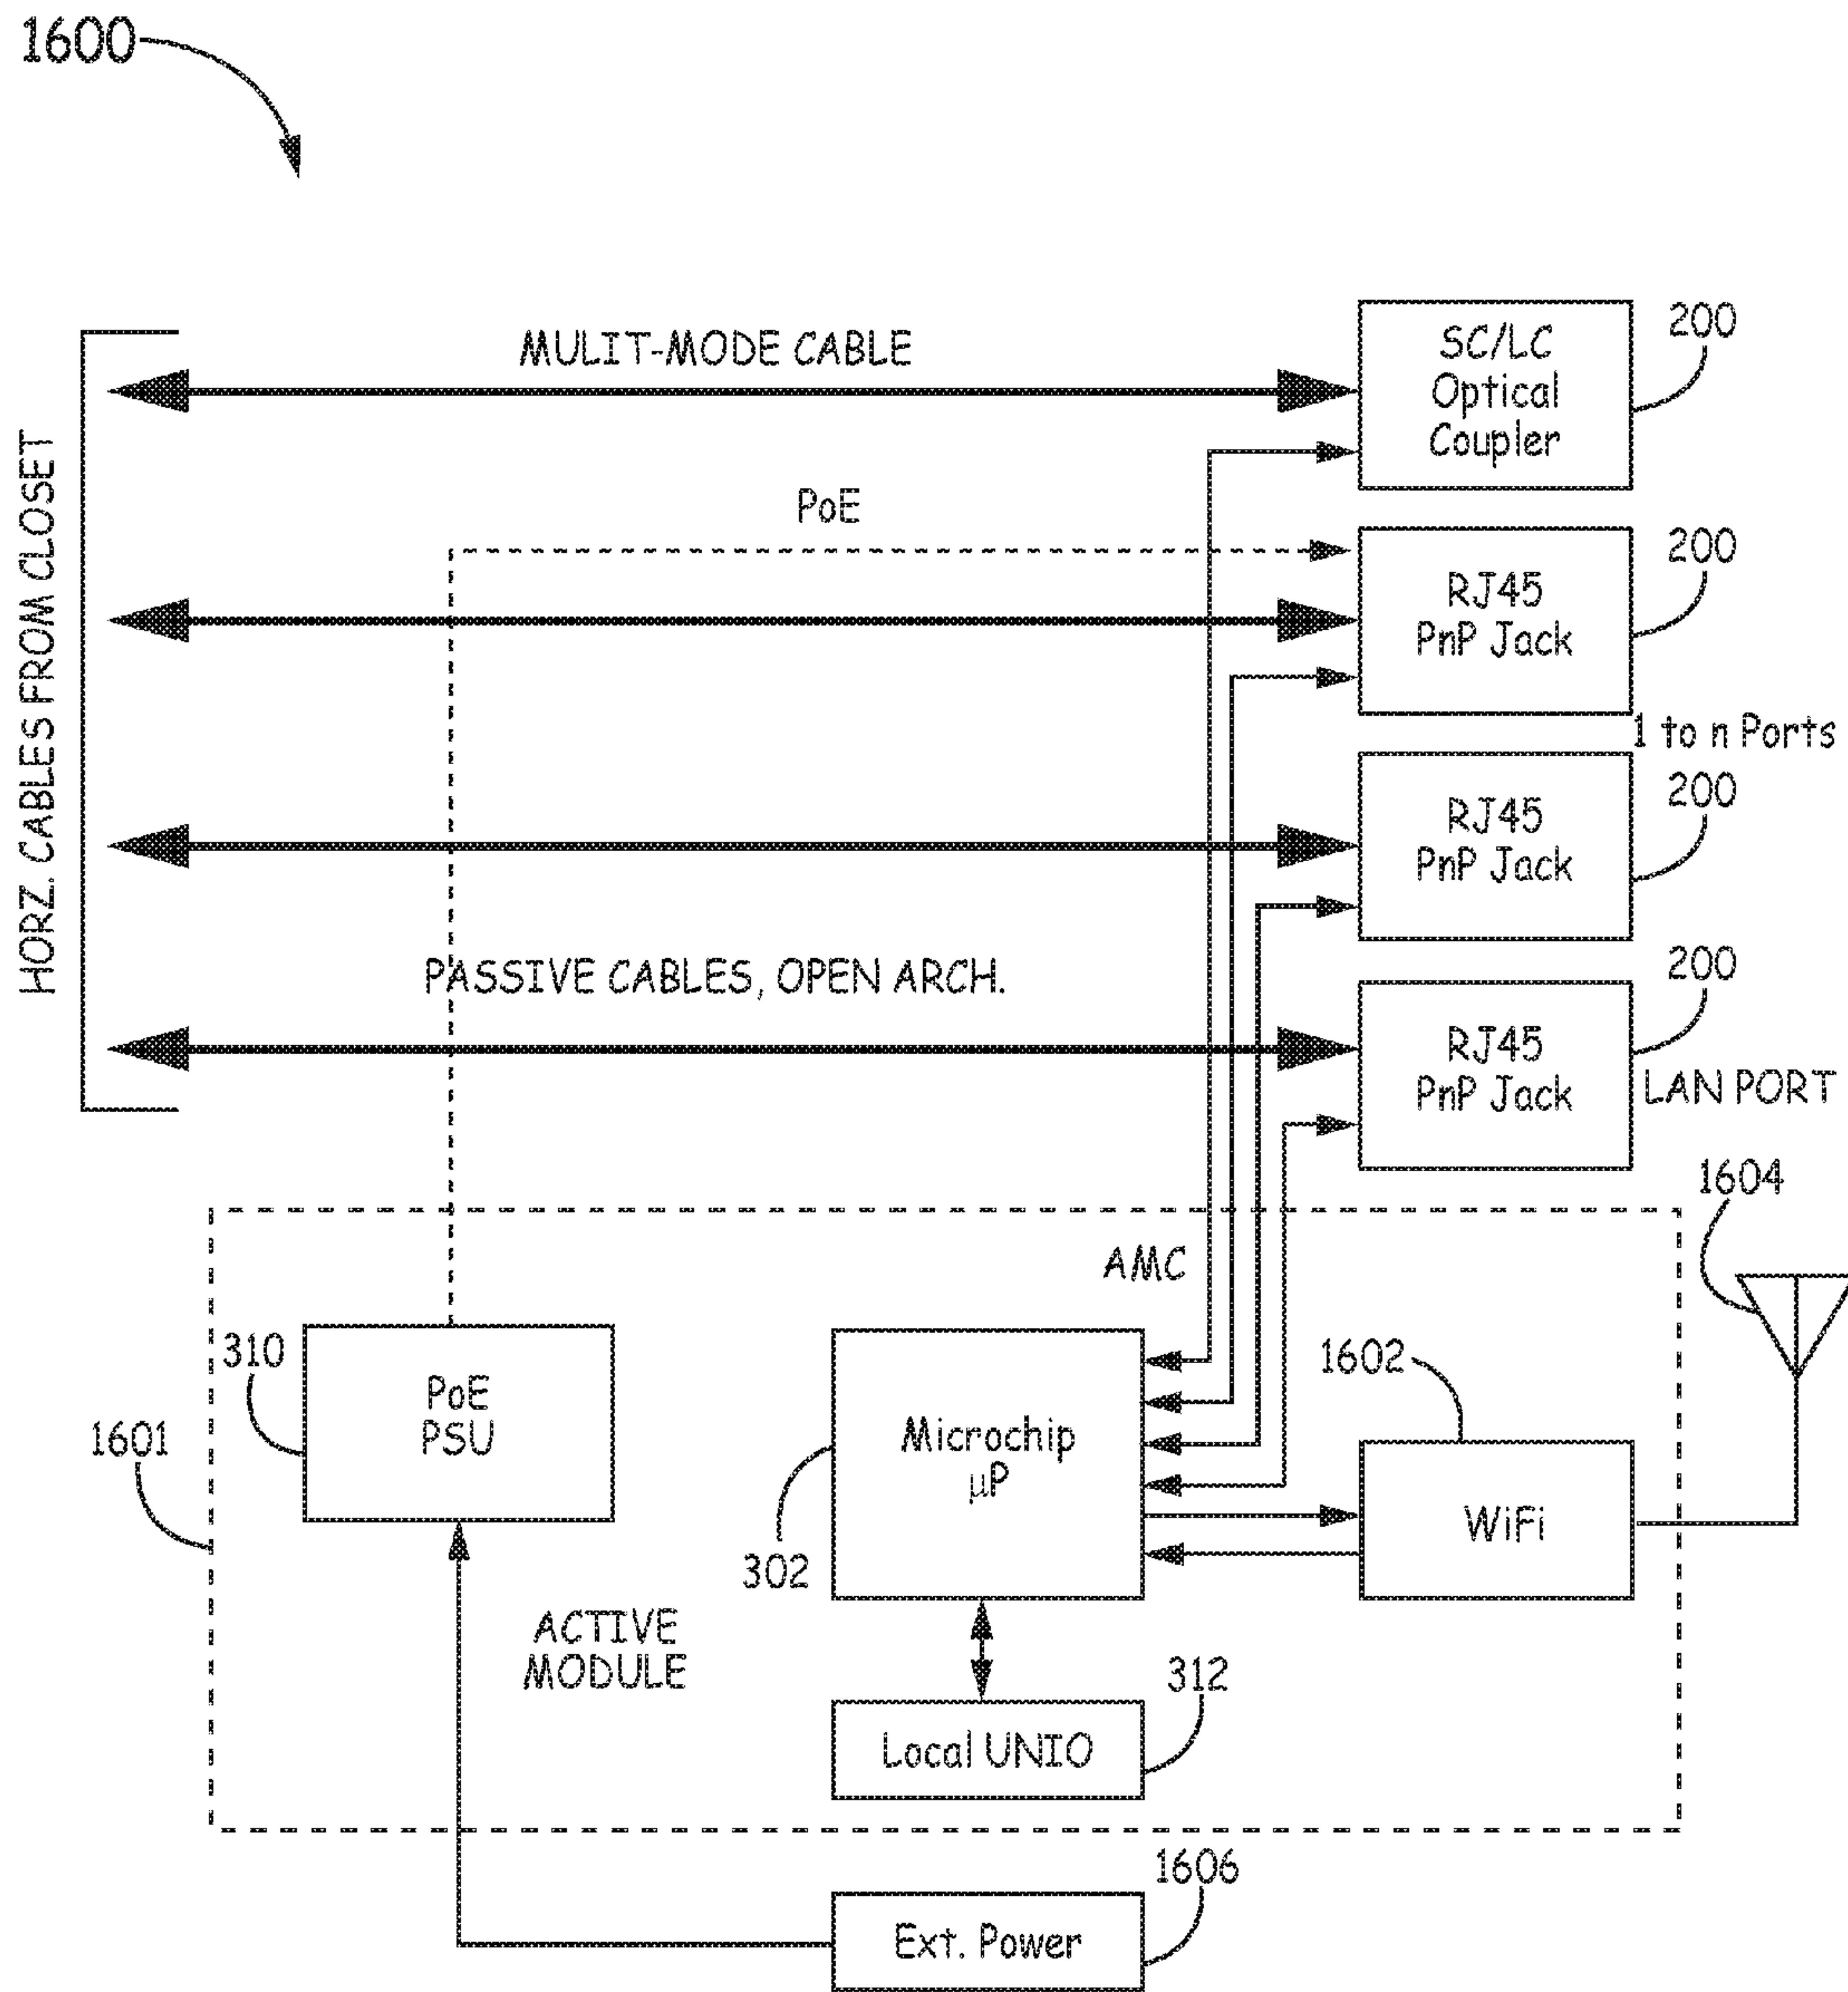 1600
MULIT-MODE CABLE
SC/LC
Optical
Coupler
200
HORZ. CABLES FROM CLOSET
PoE
RJ45
PnP Jack
200
1 to n Ports
RJ45
PnP Jack
200
PASSIVE CABLES, OPEN ARCH.
RJ45
PnP Jack
200
LAN PORT
1604
AMC
310
PoE
PSU
1601
Microchip
µP
302
1602
WiFi
ACTIVE
MODULE
312
Local UNIO
1606
Ext. Power